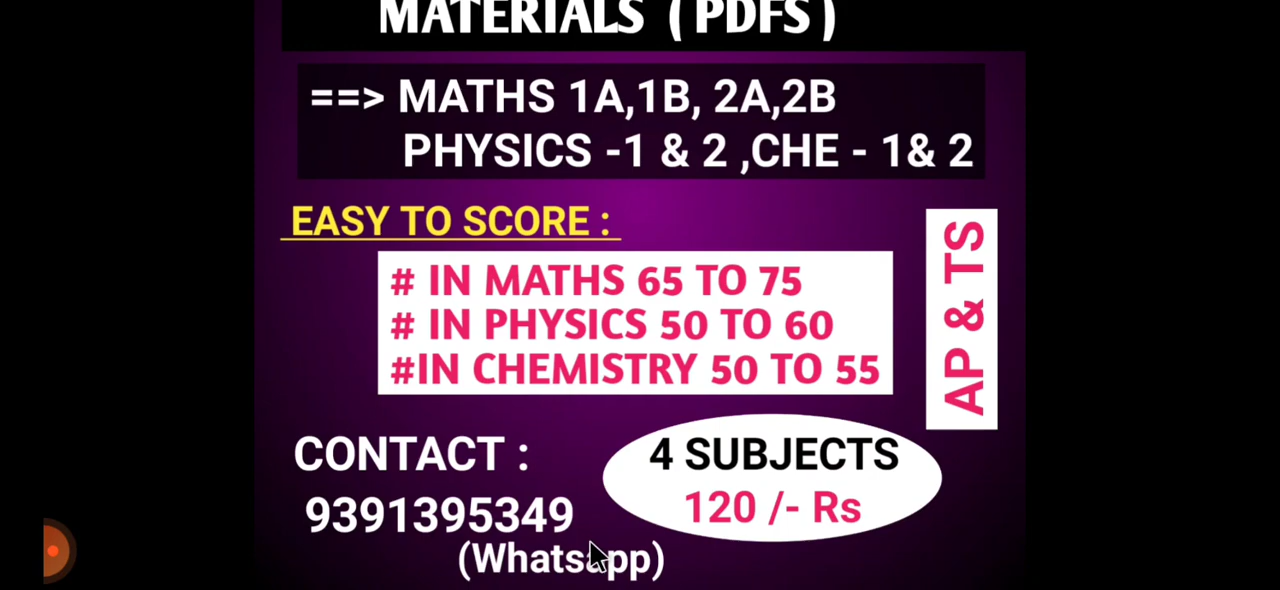 MATERIALS ( PDFS )
==> MATHS 1A,1B, 2A,2B
PHYSICS -1 & 2 ,CHE - 1& 2
EASY TO SCORE :
# IN MATHS 65 TO 75
# IN PHYSICS 50 TO 60
#IN CHEMISTRY 50 TO 55
AP & TS
CONTACT :
9391395349
(Whatsapp)
4 SUBJECTS
120 /- Rs